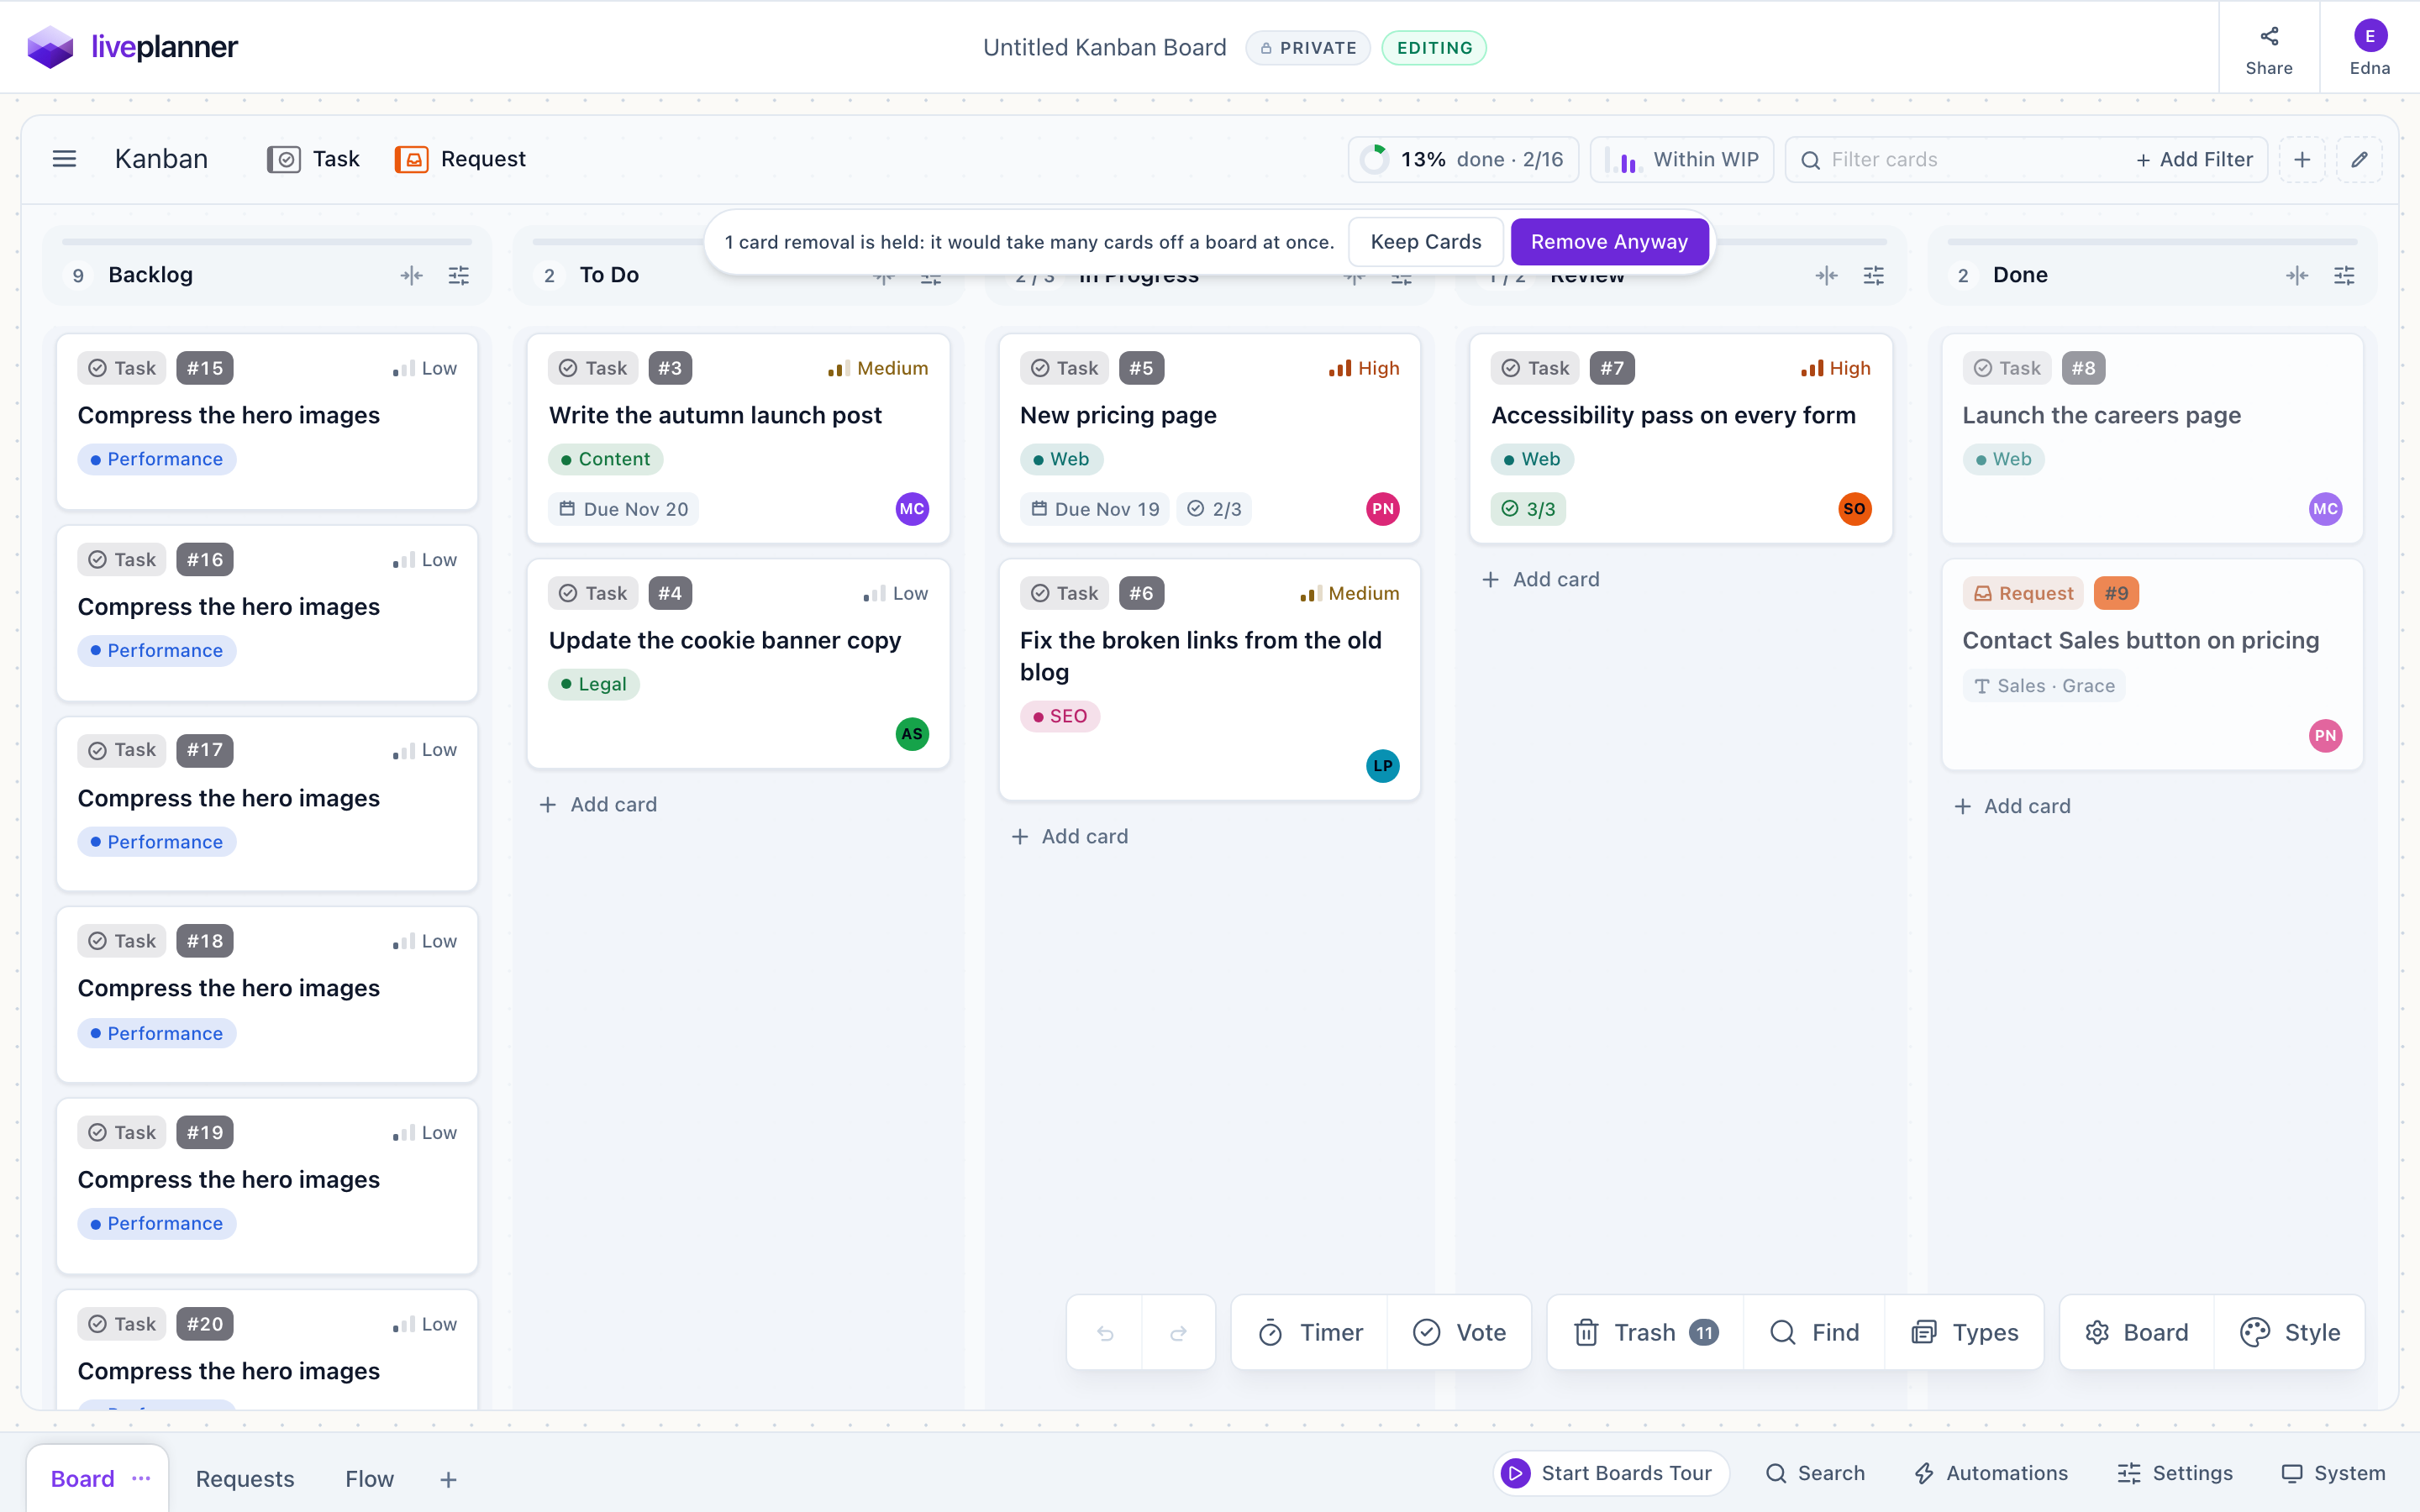 liveplanner
Untitled Kanban Board
PRIVATE
EDITING
Share
E
Edna
Kanban
Task
Request
13% done · 2/16
Within WIP
Filter cards
+ Add Filter
1 card removal is held: it would take many cards off a board at once.
Keep Cards
Remove Anyway
9 Backlog
2 To Do
2 / 3 In Progress
1 / 2 Review
2 Done
Task #15 Low
Compress the hero images
Performance
Task #16 Low
Compress the hero images
Performance
Task #17 Low
Compress the hero images
Performance
Task #18 Low
Compress the hero images
Performance
Task #19 Low
Compress the hero images
Performance
Task #20 Low
Compress the hero images
Task #3 Medium
Write the autumn launch post
Content
Due Nov 20 MC
Task #4 Low
Update the cookie banner copy
Legal
AS
+ Add card
Task #5 High
New pricing page
Web
Due Nov 19 2/3 PN
Task #6 Medium
Fix the broken links from the old
blog
SEO
LP
+ Add card
Task #7 High
Accessibility pass on every form
Web
3/3 SO
+ Add card
Task #8
Launch the careers page
Web
MC
Request #9
Contact Sales button on pricing
Sales · Grace
PN
+ Add card
Timer
Vote
Trash 11
Find
Types
Board
Style
Board
Requests
Flow
+
Start Boards Tour
Search
Automations
Settings
System